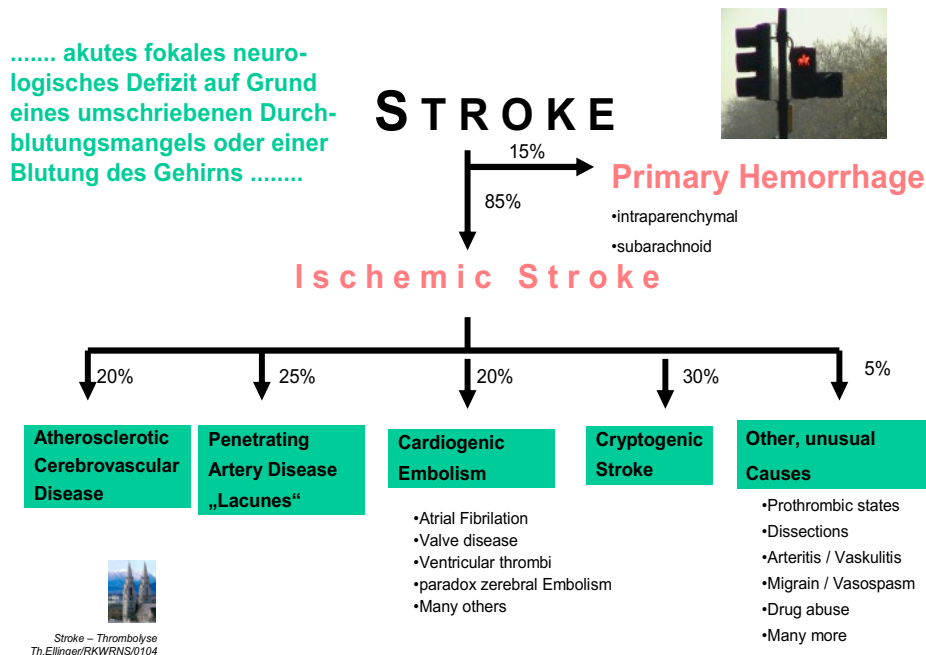 ....... akutes fokales neuro-
logisches Defizit auf Grund
eines umschriebenen Durch-
blutungsmangels oder einer
Blutung des Gehirns ........
STROKE
15%
85%
Primary Hemorrhage
•intraparenchymal
•subarachnoid
Ischemic Stroke
20%
25%
20%
30%
5%
Atherosclerotic
Cerebrovascular
Disease
Penetrating
Artery Disease
„Lacunes“
Cardiogenic
Embolism
•Atrial Fibrilation
•Valve disease
•Ventricular thrombi
•paradox zerebral Embolism
•Many others
Cryptogenic
Stroke
Other, unusual
Causes
•Prothrombic states
•Dissections
•Arteritis / Vaskulitis
•Migrain / Vasospasm
•Drug abuse
•Many more
Stroke – Thrombolyse
Th.Ellinger/RKWRNS/0104